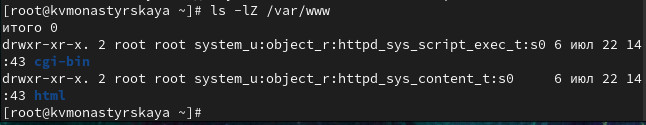 [root@kvmonastyrskaya ~]# ls -lZ /var/www
итого 0
drwxr-xr-x. 2 root root system_u:object_r:httpd_sys_script_exec_t:s0 6 июл 22 14
:43 cgi-bin
drwxr-xr-x. 2 root root system_u:object_r:httpd_sys_content_t:s0     6 июл 22 14
:43 html
[root@kvmonastyrskaya ~]#